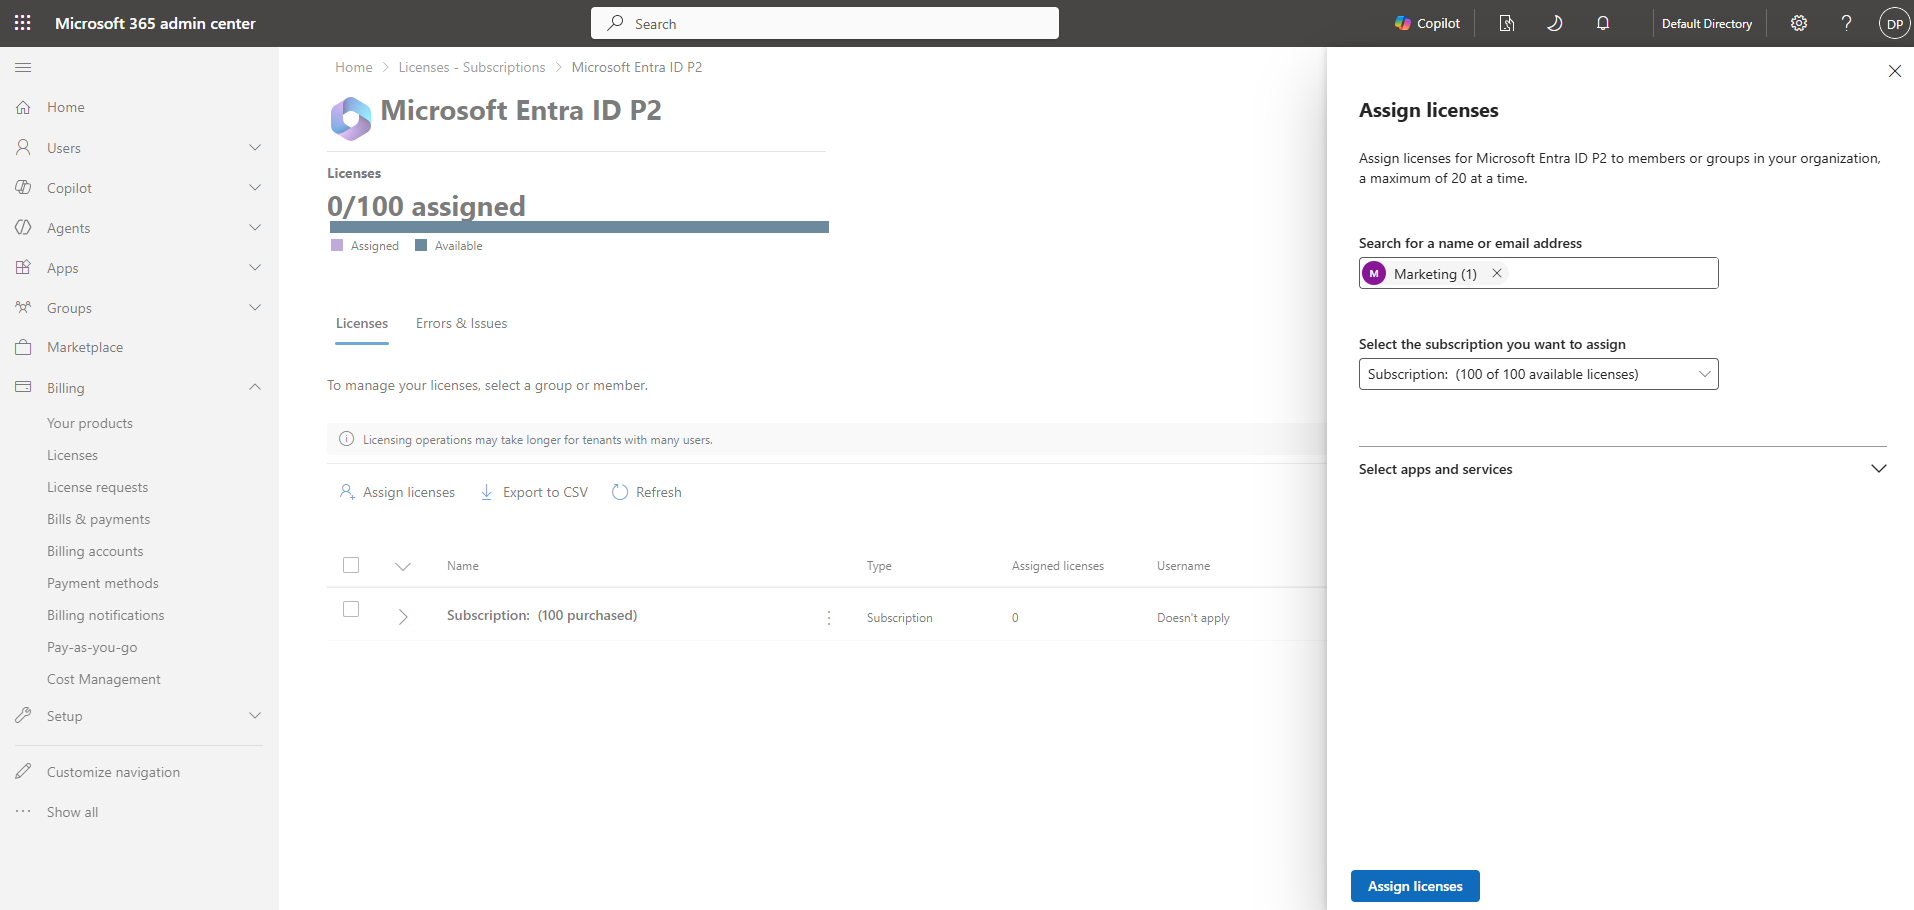 Microsoft 365 admin center
Search
Copilot
Default Directory
DP
Home
Users
Copilot
Agents
Apps
Groups
Marketplace
Billing
Your products
Licenses
License requests
Bills & payments
Billing accounts
Payment methods
Billing notifications
Pay-as-you-go
Cost Management
Setup
Customize navigation
Show all
Home > Licenses - Subscriptions > Microsoft Entra ID P2
Microsoft Entra ID P2
Licenses
0/100 assigned
Assigned Available
Licenses Errors & Issues
To manage your licenses, select a group or member.
Licensing operations may take longer for tenants with many users.
Assign licenses Export to CSV Refresh
Name Type Assigned licenses Username
Subscription: (100 purchased) Subscription 0 Doesn't apply
Assign licenses
Assign licenses for Microsoft Entra ID P2 to members or groups in your organization,
a maximum of 20 at a time.
Search for a name or email address
M Marketing (1)
Select the subscription you want to assign
Subscription: (100 of 100 available licenses)
Select apps and services
Assign licenses